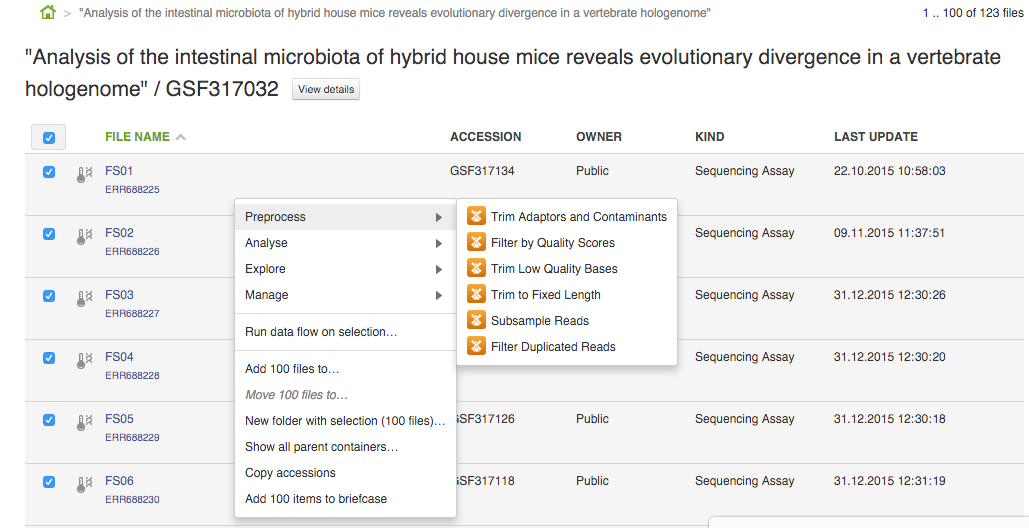 > "Analysis of the intestinal microbiota of hybrid house mice reveals evolutionary divergence in a vertebrate hologenome"
1 .. 100 of 123 files
"Analysis of the intestinal microbiota of hybrid house mice reveals evolutionary divergence in a vertebrate
hologenome" / GSF317032 View details
FILE NAME ACCESSION OWNER KIND LAST UPDATE
FS01 GSF317134 Public Sequencing Assay 22.10.2015 10:58:03
ERR688225
FS02 Sequencing Assay 09.11.2015 11:37:51
ERR688226
FS03 Sequencing Assay 31.12.2015 12:30:26
ERR688227
FS04 Sequencing Assay 31.12.2015 12:30:20
ERR688228
FS05 GSF317126 Public Sequencing Assay 31.12.2015 12:30:18
ERR688229
FS06 GSF317118 Public Sequencing Assay 31.12.2015 12:31:19
ERR688230
Preprocess
Analyse
Explore
Manage
Run data flow on selection…
Add 100 files to…
Move 100 files to…
New folder with selection (100 files)…
Show all parent containers…
Copy accessions
Add 100 items to briefcase
Trim Adaptors and Contaminants
Filter by Quality Scores
Trim Low Quality Bases
Trim to Fixed Length
Subsample Reads
Filter Duplicated Reads